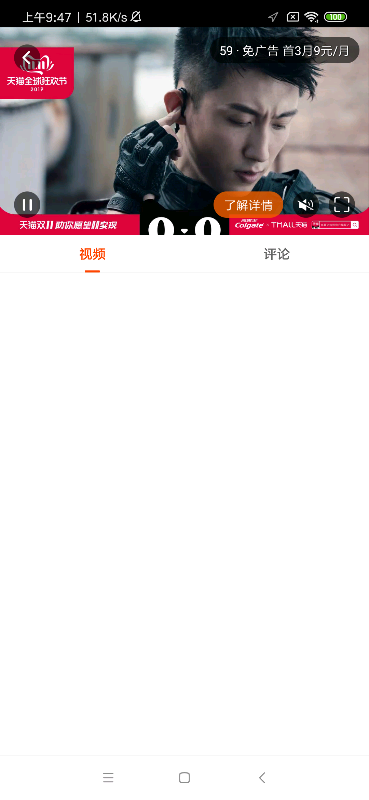 上午9:47 | 51.8K/s
100
59 · 免广告 首3月9元/月
天猫全球狂欢节
2019
了解详情
天猫双11 助你愿望11实现
0 0
Colgate × TMALL天猫
视频
评论